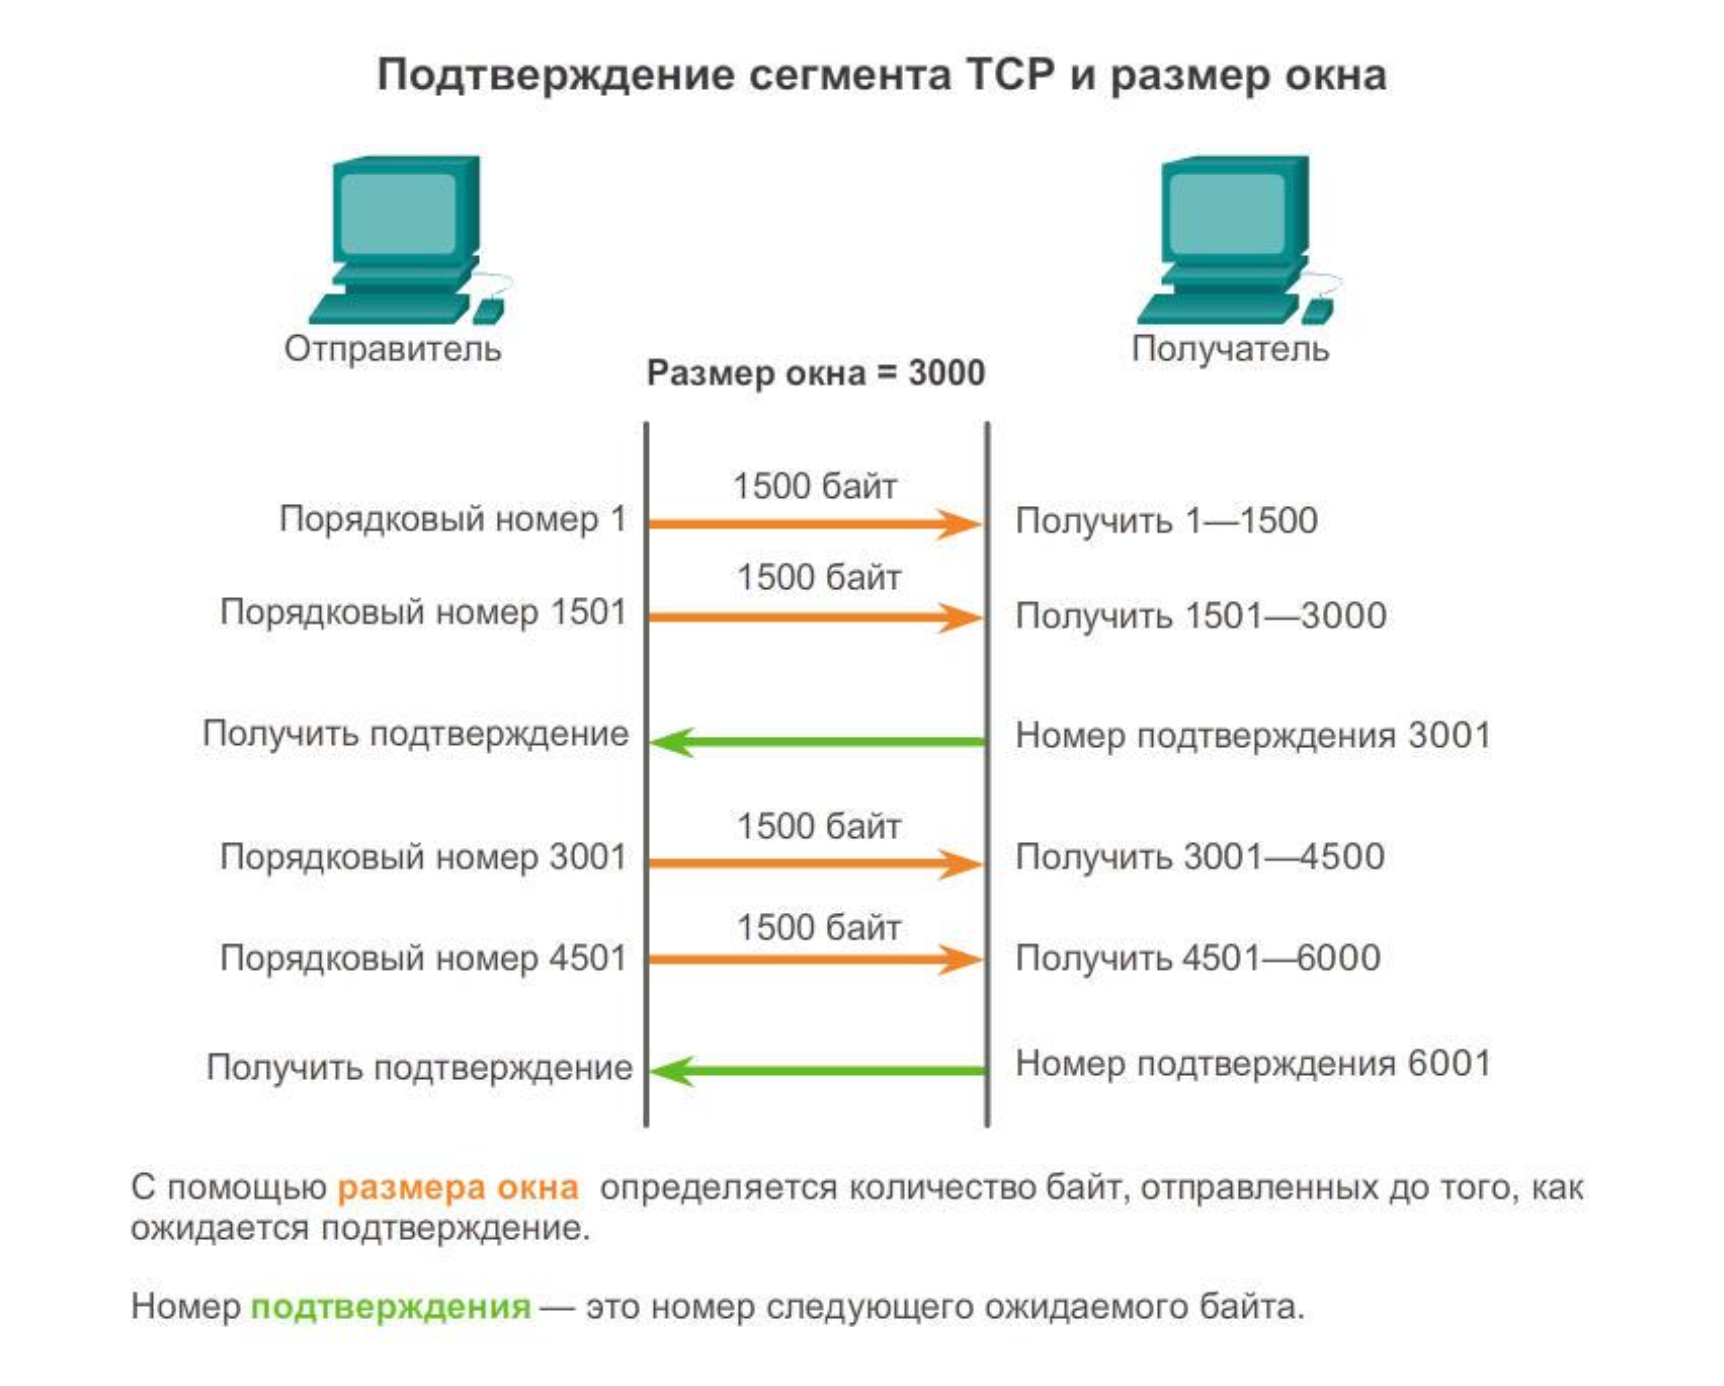 Подтверждение сегмента TCP и размер окна
Отправитель
Получатель
Размер окна = 3000
1500 байт
Порядковый номер 1
Получить 1—1500
1500 байт
Порядковый номер 1501
Получить 1501—3000
Получить подтверждение
Номер подтверждения 3001
1500 байт
Порядковый номер 3001
Получить 3001—4500
1500 байт
Порядковый номер 4501
Получить 4501—6000
Получить подтверждение
Номер подтверждения 6001
С помощью размера окна определяется количество байт, отправленных до того, как
ожидается подтверждение.
Номер подтверждения — это номер следующего ожидаемого байта.